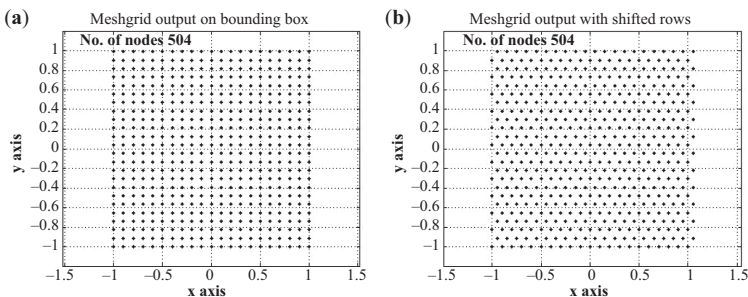 (a)
Meshgrid output on bounding box
No. of nodes 504
1
0.8
0.6
0.4
0.2
0
−0.2
−0.4
−0.6
−0.8
−1
y axis
−1.5 −1 −0.5 0 0.5 1 1.5
x axis
(b)
Meshgrid output with shifted rows
No. of nodes 504
1
0.8
0.6
0.4
0.2
0
−0.2
−0.4
−0.6
−0.8
−1
y axis
−1.5 −1 −0.5 0 0.5 1 1.5
x axis